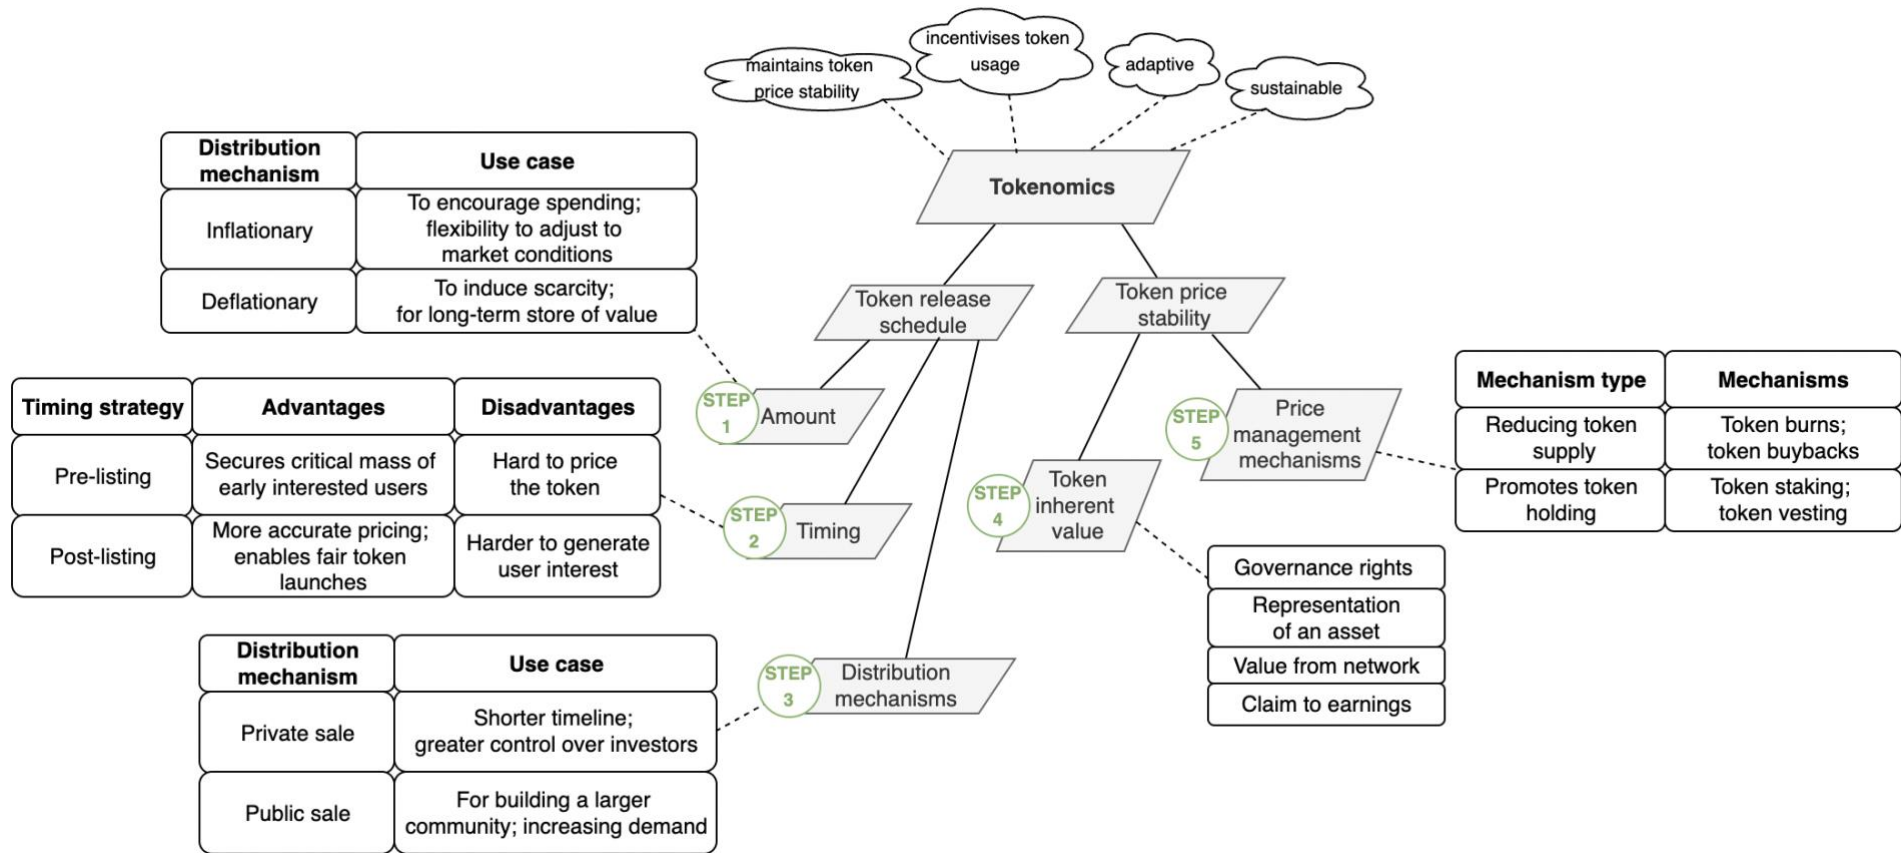 maintains token
price stability
incentivises token
usage
adaptive
sustainable
Tokenomics
Token release
schedule
Token price
stability
Distribution
mechanism
Use case
Inflationary
To encourage spending;
flexibility to adjust to
market conditions
Deflationary
To induce scarcity;
for long-term store of value
STEP
1
Amount
Timing strategy
Advantages
Disadvantages
Pre-listing
Secures critical mass of
early interested users
Hard to price
the token
Post-listing
More accurate pricing;
enables fair token
launches
Harder to generate
user interest
STEP
2
Timing
Distribution
mechanism
Use case
Private sale
Shorter timeline;
greater control over investors
Public sale
For building a larger
community; increasing demand
STEP
3
Distribution
mechanisms
STEP
4
Token
inherent
value
Governance rights
Representation
of an asset
Value from network
Claim to earnings
STEP
5
Price
management
mechanisms
Mechanism type
Mechanisms
Reducing token
supply
Token burns;
token buybacks
Promotes token
holding
Token staking;
token vesting